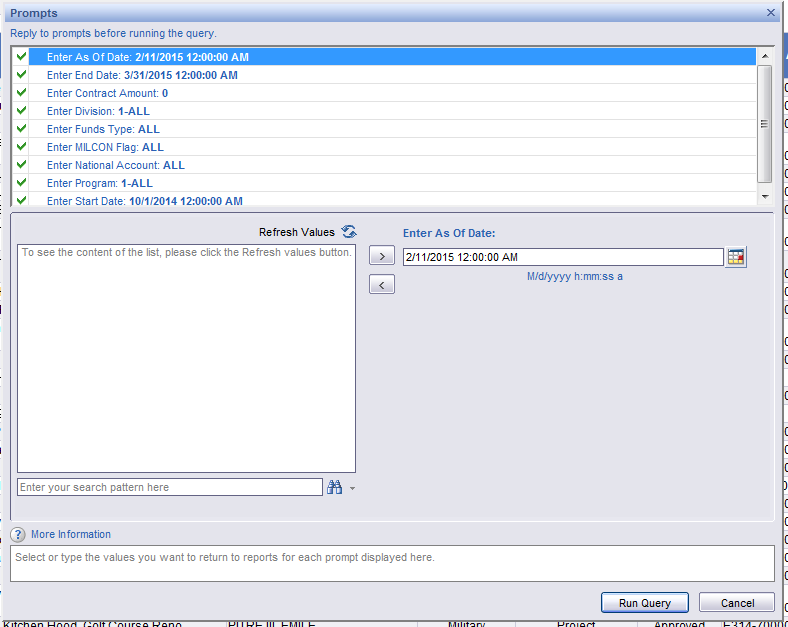 Prompts
Reply to prompts before running the query.
Enter As Of Date: 2/11/2015 12:00:00 AM
Enter End Date: 3/31/2015 12:00:00 AM
Enter Contract Amount: 0
Enter Division: 1-ALL
Enter Funds Type: ALL
Enter MILCON Flag: ALL
Enter National Account: ALL
Enter Program: 1-ALL
Enter Start Date: 10/1/2014 12:00:00 AM
Refresh Values
Enter As Of Date:
To see the content of the list, please click the Refresh values button.
>
2/11/2015 12:00:00 AM
M/d/yyyy h:mm:ss a
<
Enter your search pattern here
? More Information
Select or type the values you want to return to reports for each prompt displayed here.
Run Query Cancel
Kitchen Hood, Golf Course Reno Military Project Approved